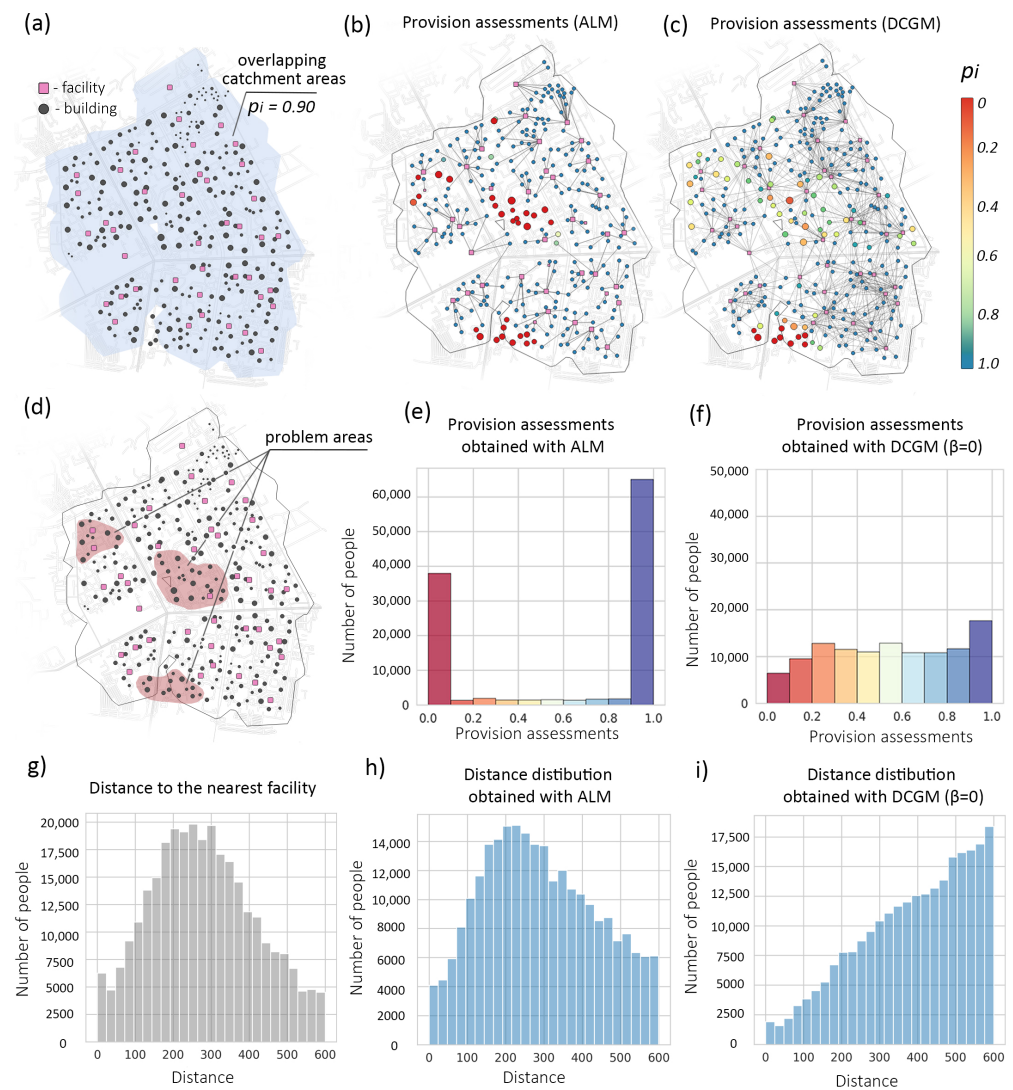 (a)
overlapping
catchment areas
pi = 0.90
- facility
- building
(b)
Provision assessments (ALM)
(c)
Provision assessments (DCGM)
pi
0
0.2
0.4
0.6
0.8
1.0
(d)
problem areas
(e)
Provision assessments
obtained with ALM
Number of people
60,000
50,000
40,000
30,000
20,000
10,000
0
0.0 0.2 0.4 0.6 0.8 1.0
Provision assessments
(f)
Provision assessments
obtained with DCGM (β=0)
Number of people
50,000
40,000
30,000
20,000
10,000
0
0.0 0.2 0.4 0.6 0.8 1.0
Provision assessments
g)
Distance to the nearest facility
Number of people
20,000
17,500
15,000
12,500
10,000
7500
5000
2500
0
0 100 200 300 400 500 600
Distance
h)
Distance distibution
obtained with ALM
Number of people
14,000
12,000
10,000
8000
6000
4000
2000
0
0 100 200 300 400 500 600
Distance
i)
Distance distibution
obtained with DCGM (β=0)
Number of people
17,500
15,000
12,500
10,000
7500
5000
2500
0
0 100 200 300 400 500 600
Distance